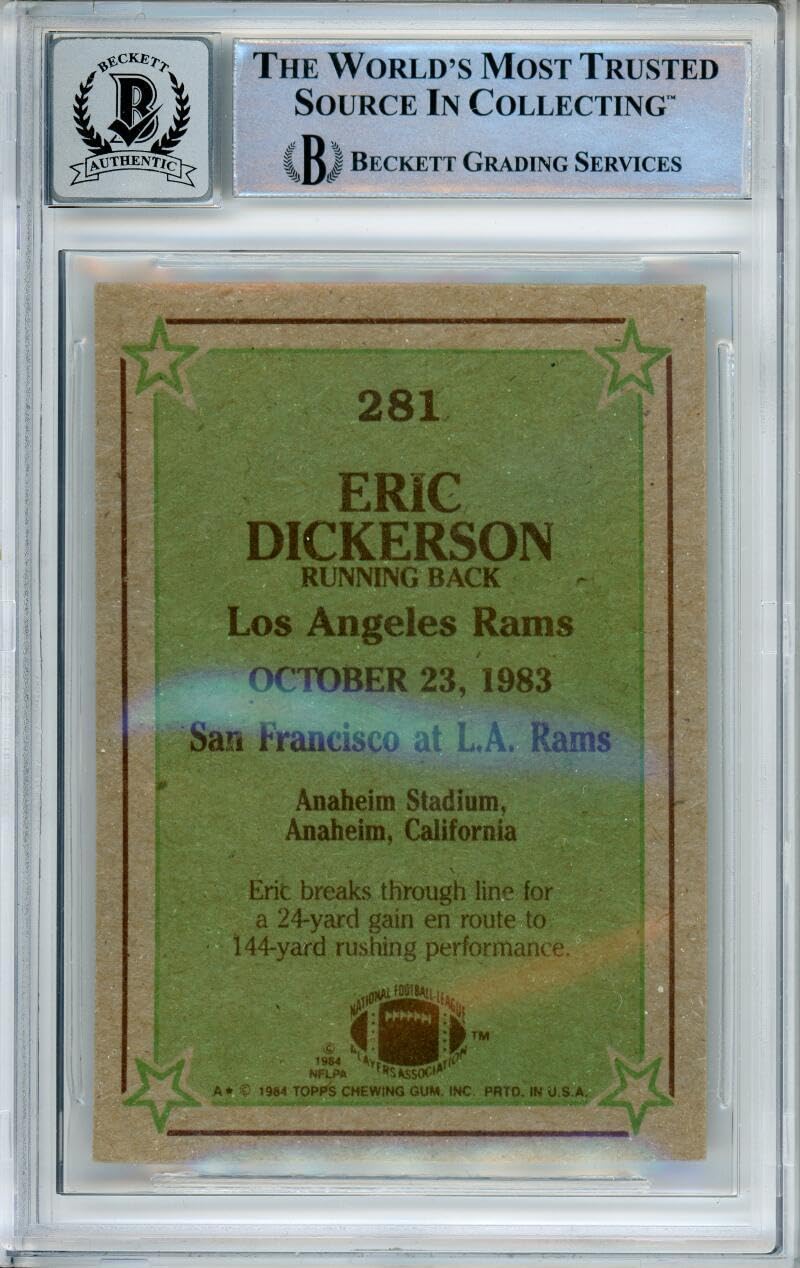 BECKETT
B
AUTHENTIC
THE WORLD'S MOST TRUSTED
SOURCE IN COLLECTING™
B BECKETT GRADING SERVICES
281
ERIC
DICKERSON
RUNNING BACK
Los Angeles Rams
OCTOBER 23, 1983
San Francisco at L.A. Rams
Anaheim Stadium,
Anaheim, California
Eric breaks through line for
a 24-yard gain en route to
144-yard rushing performance.
NATIONAL FOOTBALL LEAGUE
PLAYERS ASSOCIATION
TM
©
1984
NFLPA
A★ © 1984 TOPPS CHEWING GUM, INC. PRTD. IN U.S.A.